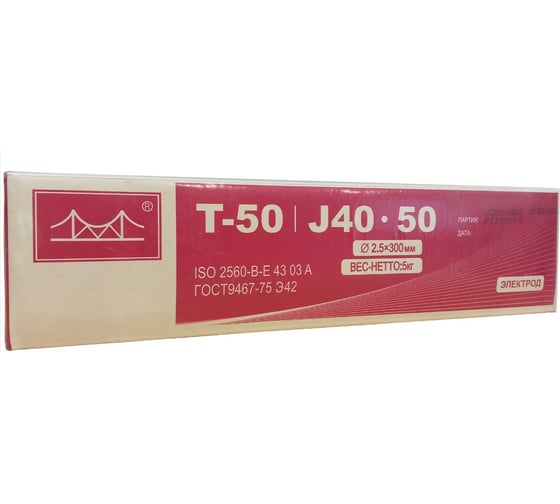 ®
T-50 | J40·50
Ø 2.5×300мм
ВЕС-НЕТТО:5кг
ISO 2560-B-E 43 03 A
ГОСТ9467-75 Э42
ПАРТИЯ:
ДАТА:
ЭЛЕКТРОД